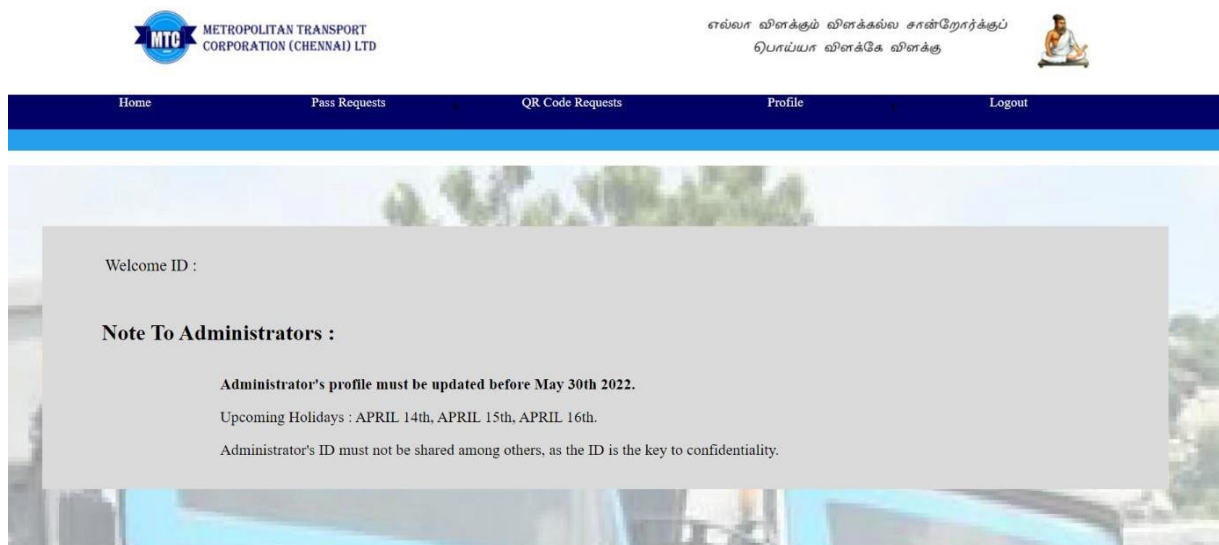 MTC
METROPOLITAN TRANSPORT
CORPORATION (CHENNAI) LTD
எல்லா விளக்கும் விளக்கல்ல சான்றோர்க்குப்
பொய்யா விளக்கே விளக்கு
Home Pass Requests QR Code Requests Profile Logout
Welcome ID :
Note To Administrators :
Administrator's profile must be updated before May 30th 2022.
Upcoming Holidays : APRIL 14th, APRIL 15th, APRIL 16th.
Administrator's ID must not be shared among others, as the ID is the key to confidentiality.